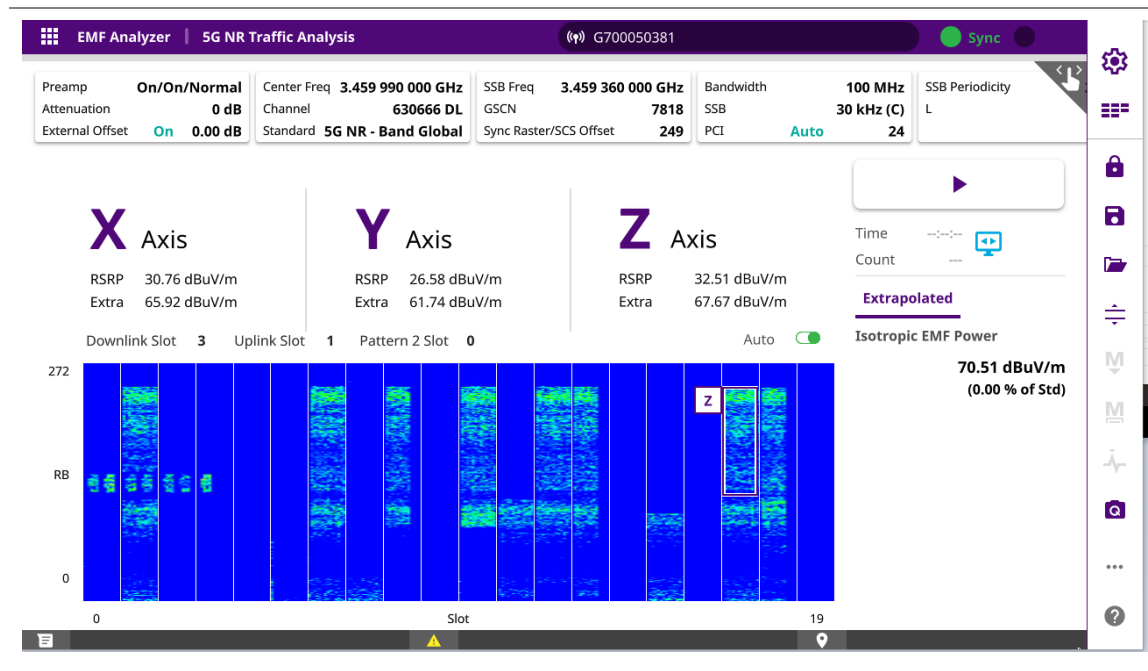 EMF Analyzer | 5G NR Traffic Analysis
G700050381
Sync
Preamp On/On/Normal
Attenuation 0 dB
External Offset On 0.00 dB
Center Freq 3.459 990 000 GHz
Channel 630666 DL
Standard 5G NR - Band Global
SSB Freq 3.459 360 000 GHz
GSCN 7818
Sync Raster/SCS Offset 249
Bandwidth 100 MHz
SSB 30 kHz (C)
PCI Auto 24
SSB Periodicity
L
X Axis
RSRP 30.76 dBuV/m
Extra 65.92 dBuV/m
Y Axis
RSRP 26.58 dBuV/m
Extra 61.74 dBuV/m
Z Axis
RSRP 32.51 dBuV/m
Extra 67.67 dBuV/m
Time --:--:--
Count ---
Extrapolated
Isotropic EMF Power
70.51 dBuV/m
(0.00 % of Std)
Downlink Slot 3 Uplink Slot 1 Pattern 2 Slot 0 Auto
272
Z
RB
0
0 Slot 19
M
M